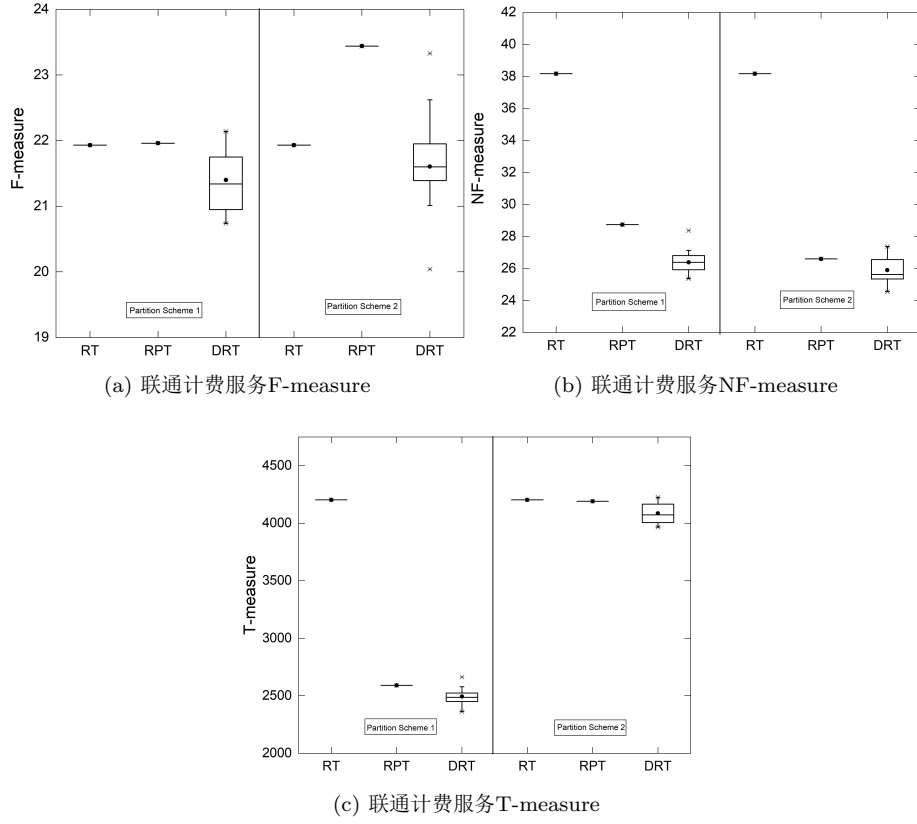 24
23
22
21
20
19
F-measure
Partition Scheme 1
Partition Scheme 2
RT RPT DRT RT RPT DRT
(a) 联通计费服务F-measure
42
40
38
36
34
32
30
28
26
24
22
NF-measure
Partition Scheme 1
Partition Scheme 2
RT RPT DRT RT RPT DRT
(b) 联通计费服务NF-measure
4500
4000
3500
3000
2500
2000
T-measure
Partition Scheme 1
Partition Scheme 2
RT RPT DRT RT RPT DRT
(c) 联通计费服务T-measure